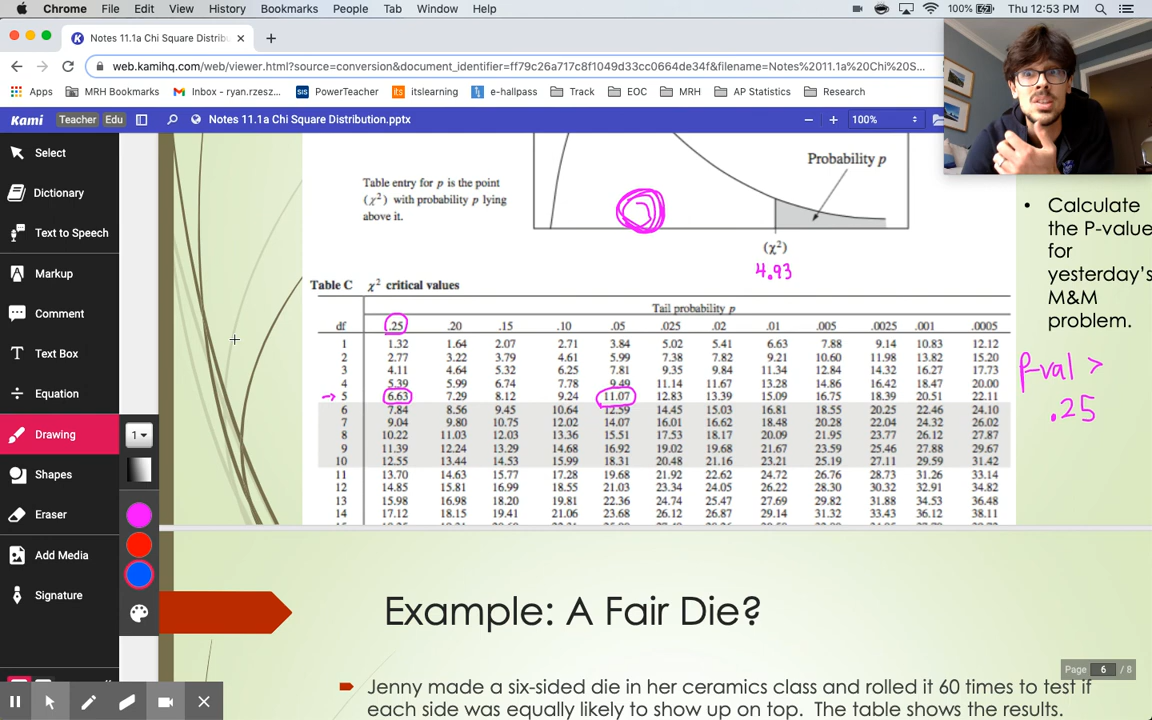 Chrome File Edit View History Bookmarks People Tab Window Help 100% Thu 12:53 PM
Notes 11.1a Chi Square Distrib
web.kamihq.com/web/viewer.html?source=conversion&document_identifier=ff79c26a717c8f1049d33cc0664de34f&filename=Notes%2011.1a%20Chi%20S...
Apps MRH Bookmarks Inbox - ryan.rzesz... PowerTeacher itslearning e-hallpass Track EOC MRH AP Statistics Research
Kami Teacher Edu Notes 11.1a Chi Square Distribution.pptx 100%
Select
Dictionary
Text to Speech
Markup
Comment
Text Box
Equation
Drawing
Shapes
Eraser
Add Media
Signature
1
Table entry for p is the point
(χ²) with probability p lying
above it.
Probability p
(χ²)
4.93
Table C χ² critical values
Tail probability p
df .25 .20 .15 .10 .05 .025 .02 .01 .005 .0025 .001 .0005
1 1.32 1.64 2.07 2.71 3.84 5.02 5.41 6.63 7.88 9.14 10.83 12.12
2 2.77 3.22 3.79 4.61 5.99 7.38 7.82 9.21 10.60 11.98 13.82 15.20
3 4.11 4.64 5.32 6.25 7.81 9.35 9.84 11.34 12.84 14.32 16.27 17.73
4 5.39 5.99 6.74 7.78 9.49 11.14 11.67 13.28 14.86 16.42 18.47 20.00
5 6.63 7.29 8.12 9.24 11.07 12.83 13.39 15.09 16.75 18.39 20.51 22.11
6 7.84 8.56 9.45 10.64 12.59 14.45 15.03 16.81 18.55 20.25 22.46 24.10
7 9.04 9.80 10.75 12.02 14.07 16.01 16.62 18.48 20.28 22.04 24.32 26.02
8 10.22 11.03 12.03 13.36 15.51 17.53 18.17 20.09 21.95 23.77 26.12 27.87
9 11.39 12.24 13.29 14.68 16.92 19.02 19.68 21.67 23.59 25.46 27.88 29.67
10 12.55 13.44 14.53 15.99 18.31 20.48 21.16 23.21 25.19 27.11 29.59 31.42
11 13.70 14.63 15.77 17.28 19.68 21.92 22.62 24.72 26.76 28.73 31.26 33.14
12 14.85 15.81 16.99 18.55 21.03 23.34 24.05 26.22 28.30 32.91 34.82
13 15.98 16.98 18.20 19.81 22.36 24.74 25.47 27.69 29.82 31.88 34.53 36.48
14 17.12 18.15 19.41 21.06 23.68 26.12 26.87 29.14 31.32 33.43 36.12 38.11
• Calculate
the P-value
for
yesterday's
M&M
problem.
P-val >
.25
Example: A Fair Die?
Page 6 / 8
Jenny made a six-sided die in her ceramics class and rolled it 60 times to test if
each side was equally likely to show up on top. The table shows the results.